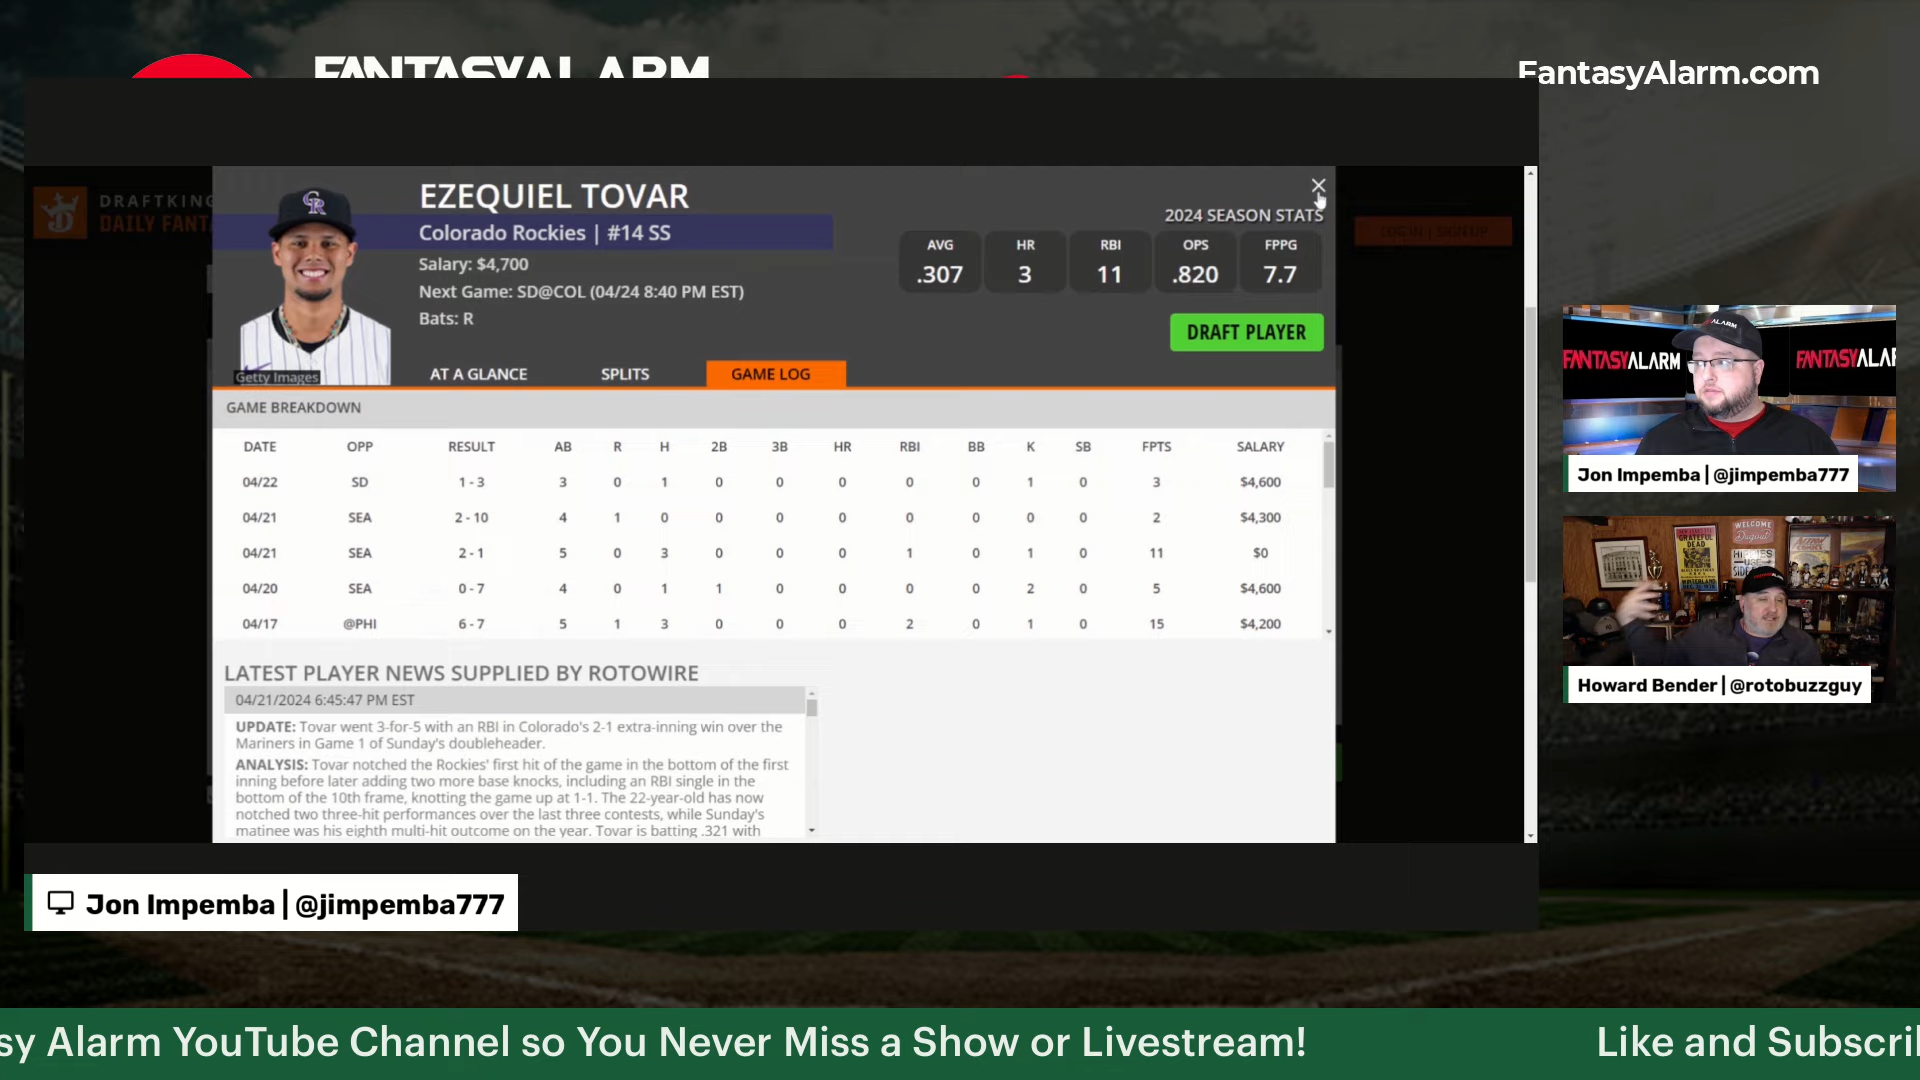 FANTASYALARM
FantasyAlarm.com
DRAFTKING
DAILY FANT
EZEQUIEL TOVAR
Colorado Rockies | #14 SS
Salary: $4,700
Next Game: SD@COL (04/24 8:40 PM EST)
Bats: R
2024 SEASON STATS
AVG HR RBI OPS FPPG
.307 3 11 .820 7.7
DRAFT PLAYER
LOG IN | SIGN UP
Getty Images
AT A GLANCE SPLITS GAME LOG
GAME BREAKDOWN
DATE OPP RESULT AB R H 2B 3B HR RBI BB K SB FPTS SALARY
04/22 SD 1 - 3 3 0 1 0 0 0 0 0 1 0 3 $4,600
04/21 SEA 2 - 10 4 1 0 0 0 0 0 0 0 0 2 $4,300
04/21 SEA 2 - 1 5 0 3 0 0 0 1 0 1 0 11 $0
04/20 SEA 0 - 7 4 0 1 1 0 0 0 0 2 0 5 $4,600
04/17 @PHI 6 - 7 5 1 3 0 0 0 2 0 1 0 15 $4,200
LATEST PLAYER NEWS SUPPLIED BY ROTOWIRE
04/21/2024 6:45:47 PM EST
UPDATE: Tovar went 3-for-5 with an RBI in Colorado's 2-1 extra-inning win over the
Mariners in Game 1 of Sunday's doubleheader.
ANALYSIS: Tovar notched the Rockies' first hit of the game in the bottom of the first
inning before later adding two more base knocks, including an RBI single in the
bottom of the 10th frame, knotting the game up at 1-1. The 22-year-old has now
notched two three-hit performances over the last three contests, while Sunday's
matinee was his eighth multi-hit outcome on the year. Tovar is batting .321 with
ALARM
FANTASYALARM
FANTASYALAR
Jon Impemba | @jimpemba777
WELCOME
GRATEFUL
DEAD
WINTERLAND
Howard Bender | @rotobuzzguy
Jon Impemba | @jimpemba777
sy Alarm YouTube Channel so You Never Miss a Show or Livestream!
Like and Subscri